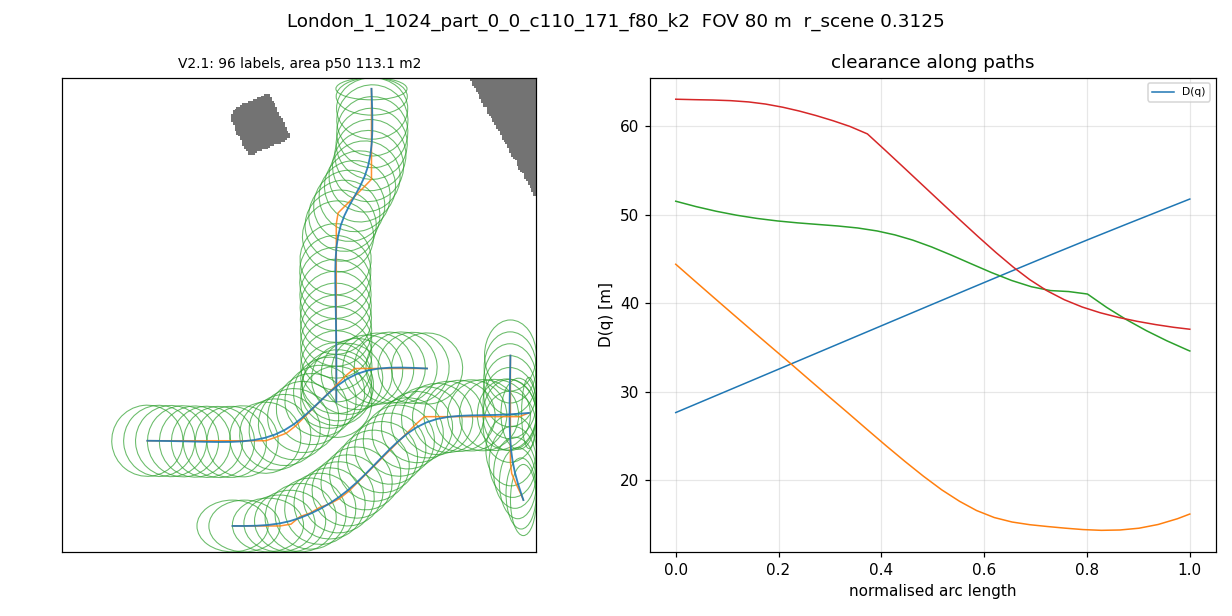 London_1_1024_part_0_0_c110_171_f80_k2  FOV 80 m  r_scene 0.3125
V2.1: 96 labels, area p50 113.1 m2
clearance along paths
D(q)
60
50
40
30
20
D(q) [m]
0.0 0.2 0.4 0.6 0.8 1.0
normalised arc length